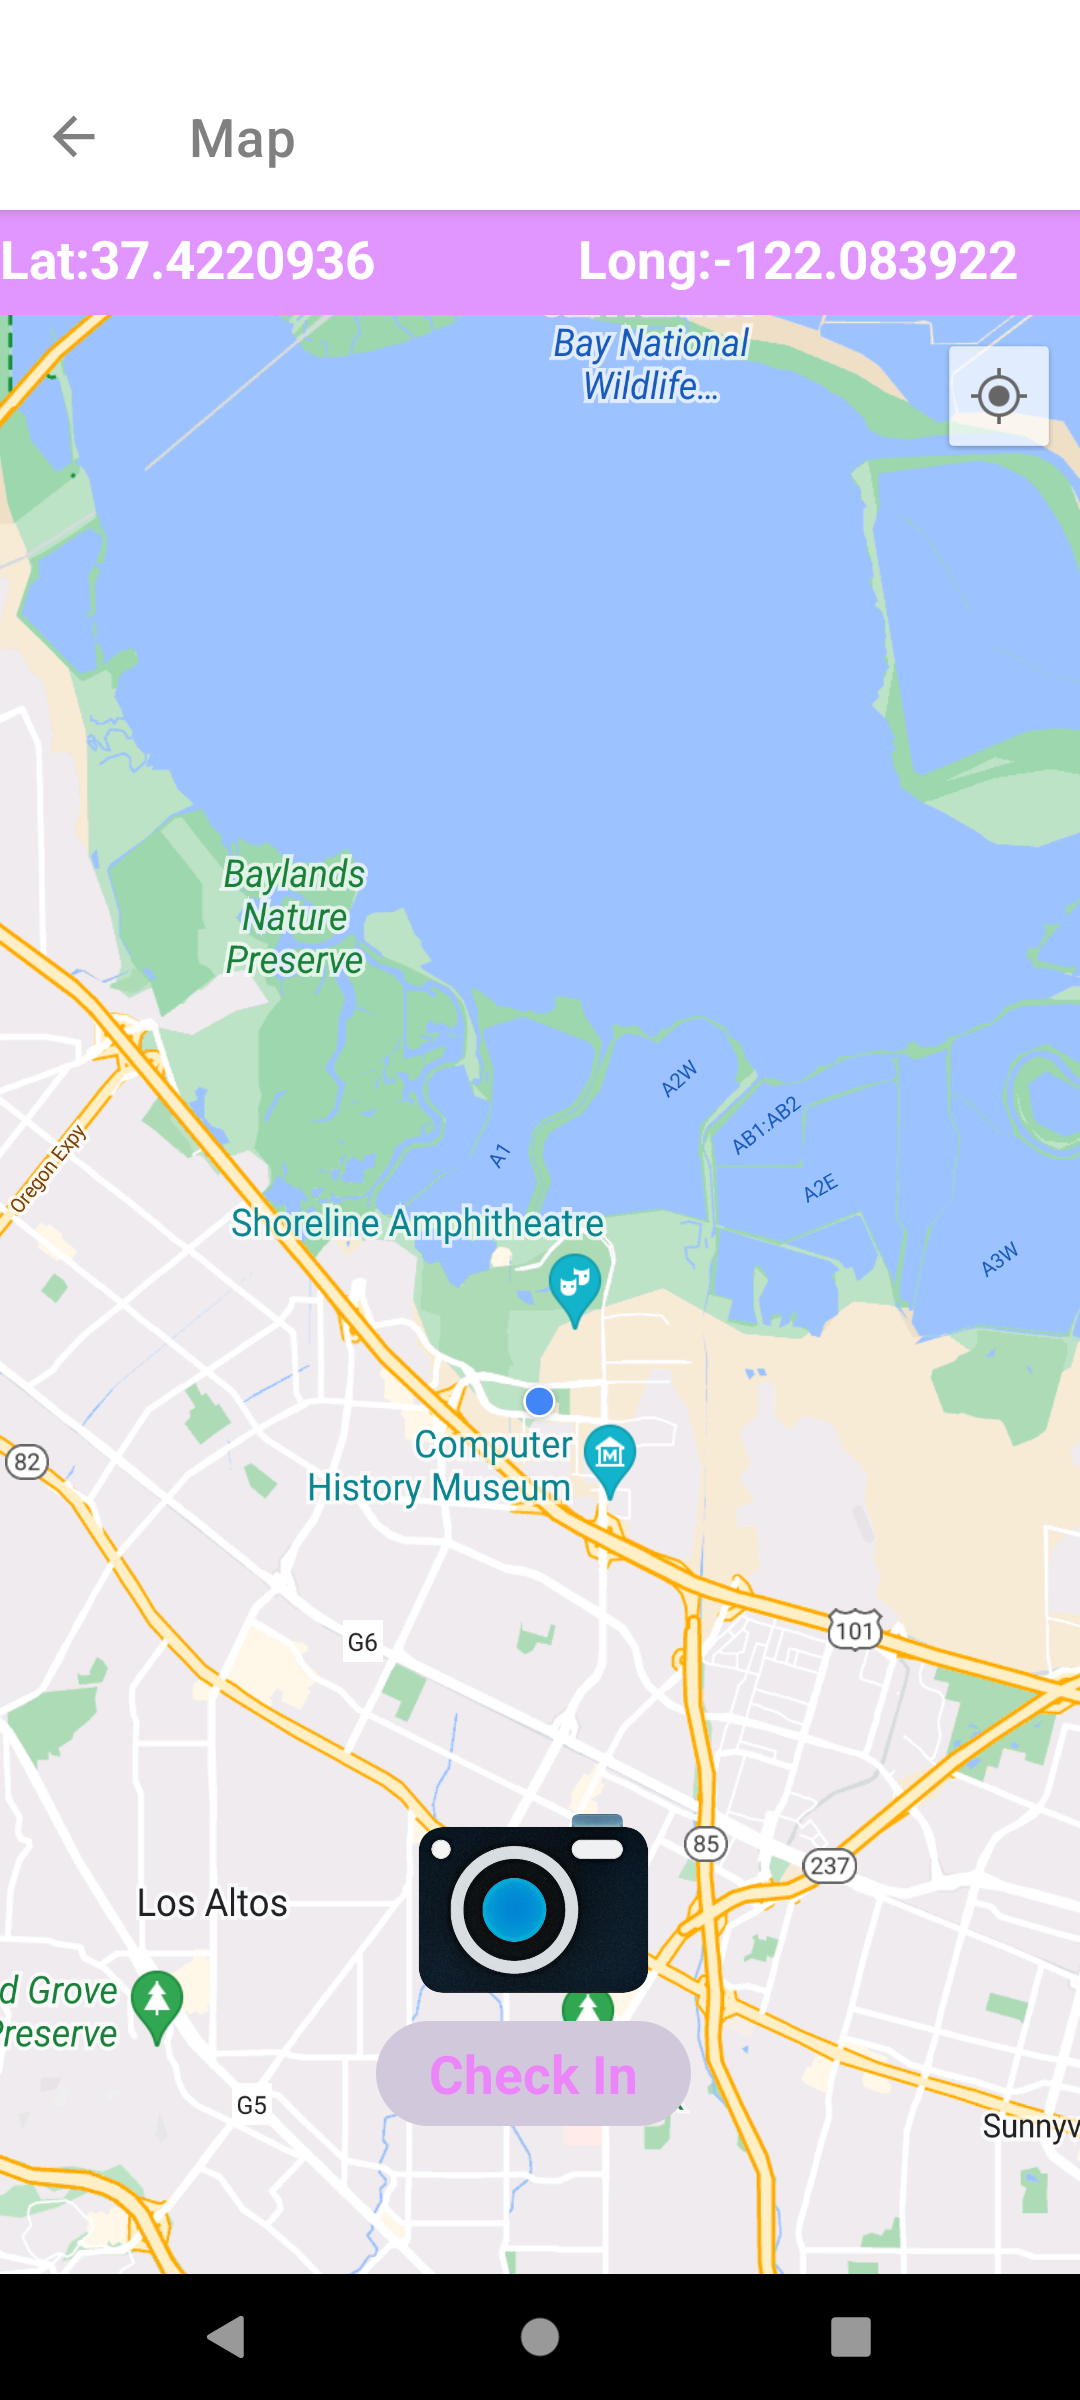 Map
Lat:37.4220936 Long:-122.083922
Bay National
Wildlife...
Baylands
Nature
Preserve
A2W
AB1:AB2
A1
A2E
Oregon Expy
Shoreline Amphitheatre
A3W
Computer
History Museum
82
101
G6
85
237
Los Altos
d Grove
Preserve
Check In
G5
Sunnyv